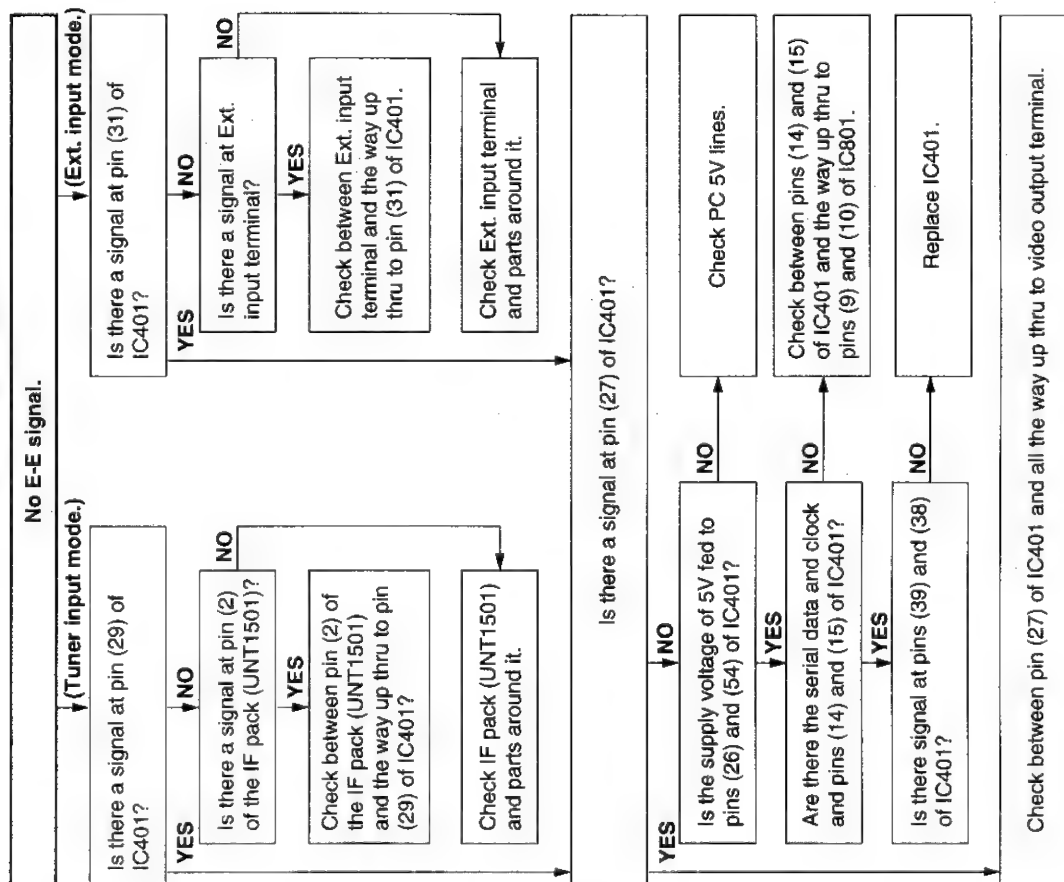 No E-E signal.
(Tuner input mode.)
Is there a signal at pin (29) of
IC401?
YES
NO
Is there a signal at pin (2)
of the IF pack (UNT1501)?
NO
YES
Check between pin (2) of
the IF pack (UNT1501)
and the way up thru to pin
(29) of IC401?
Check IF pack (UNT1501)
and parts around it.
(Ext. input mode.)
Is there a signal at pin (31) of
IC401?
YES
NO
Is there a signal at Ext.
input terminal?
NO
YES
Check between Ext. input
terminal and the way up
thru to pin (31) of IC401.
Check Ext. input terminal
and parts around it.
Is there a signal at pin (27) of IC401?
YES
NO
Is the supply voltage of 5V fed to
pins (26) and (54) of IC401?
NO
Check PC 5V lines.
YES
Are there the serial data and clock
and pins (14) and (15) of IC401?
NO
Check between pins (14) and (15)
of IC401 and the way up thru to
pins (9) and (10) of IC801.
YES
Is there signal at pins (39) and (38)
of IC401?
NO
Replace IC401.
Check between pin (27) of IC401 and all the way up thru to video output terminal.